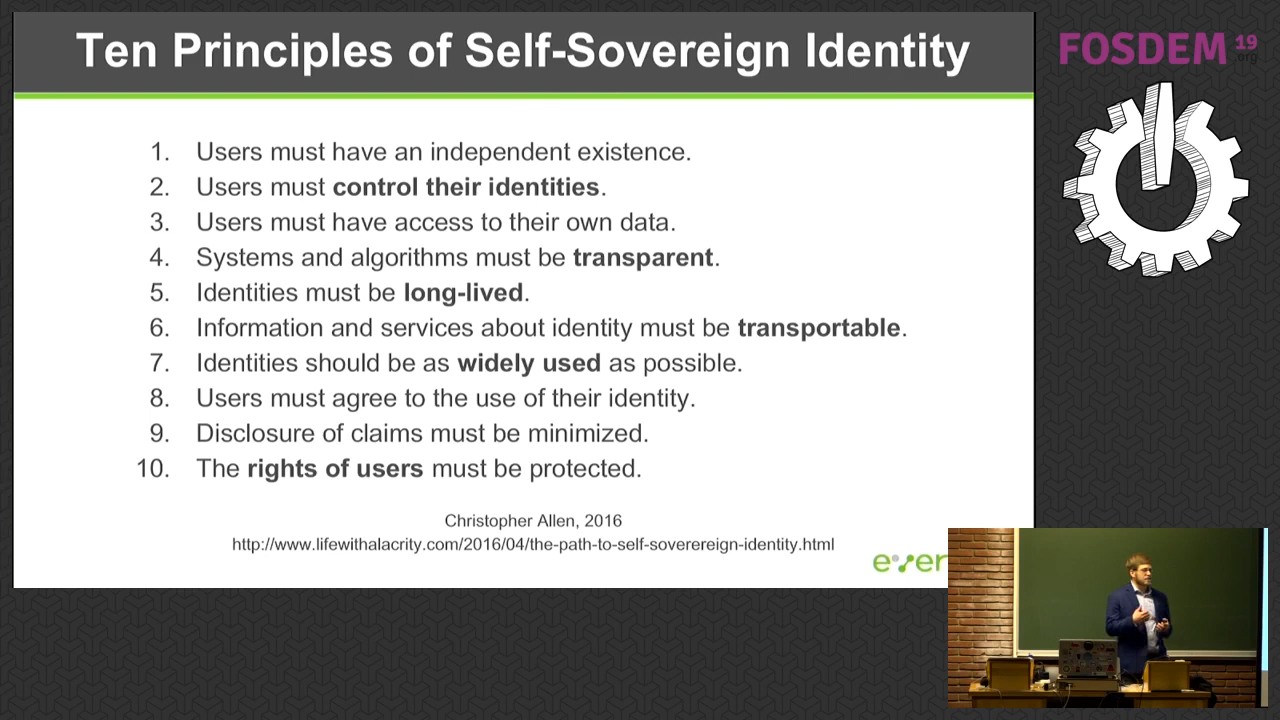 Ten Principles of Self-Sovereign Identity
FOSDEM 19
.org
1. Users must have an independent existence.
2. Users must control their identities.
3. Users must have access to their own data.
4. Systems and algorithms must be transparent.
5. Identities must be long-lived.
6. Information and services about identity must be transportable.
7. Identities should be as widely used as possible.
8. Users must agree to the use of their identity.
9. Disclosure of claims must be minimized.
10. The rights of users must be protected.
Christopher Allen, 2016
http://www.lifewithalacrity.com/2016/04/the-path-to-self-soverereign-identity.html